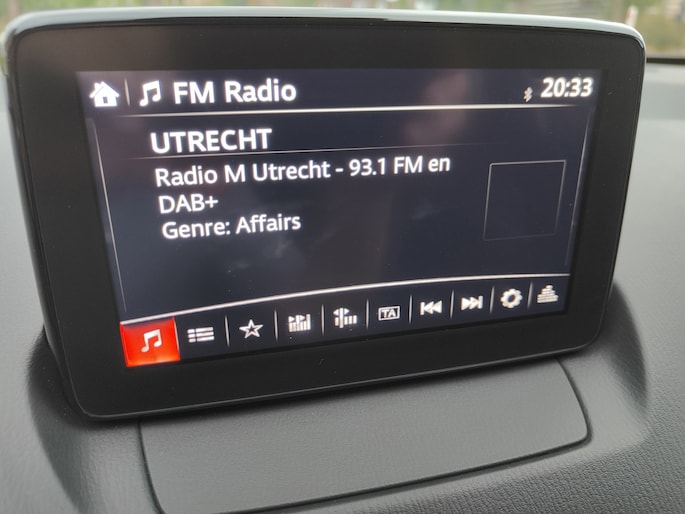 FM Radio
20:33
UTRECHT
Radio M Utrecht - 93.1 FM en
DAB+
Genre: Affairs
TA